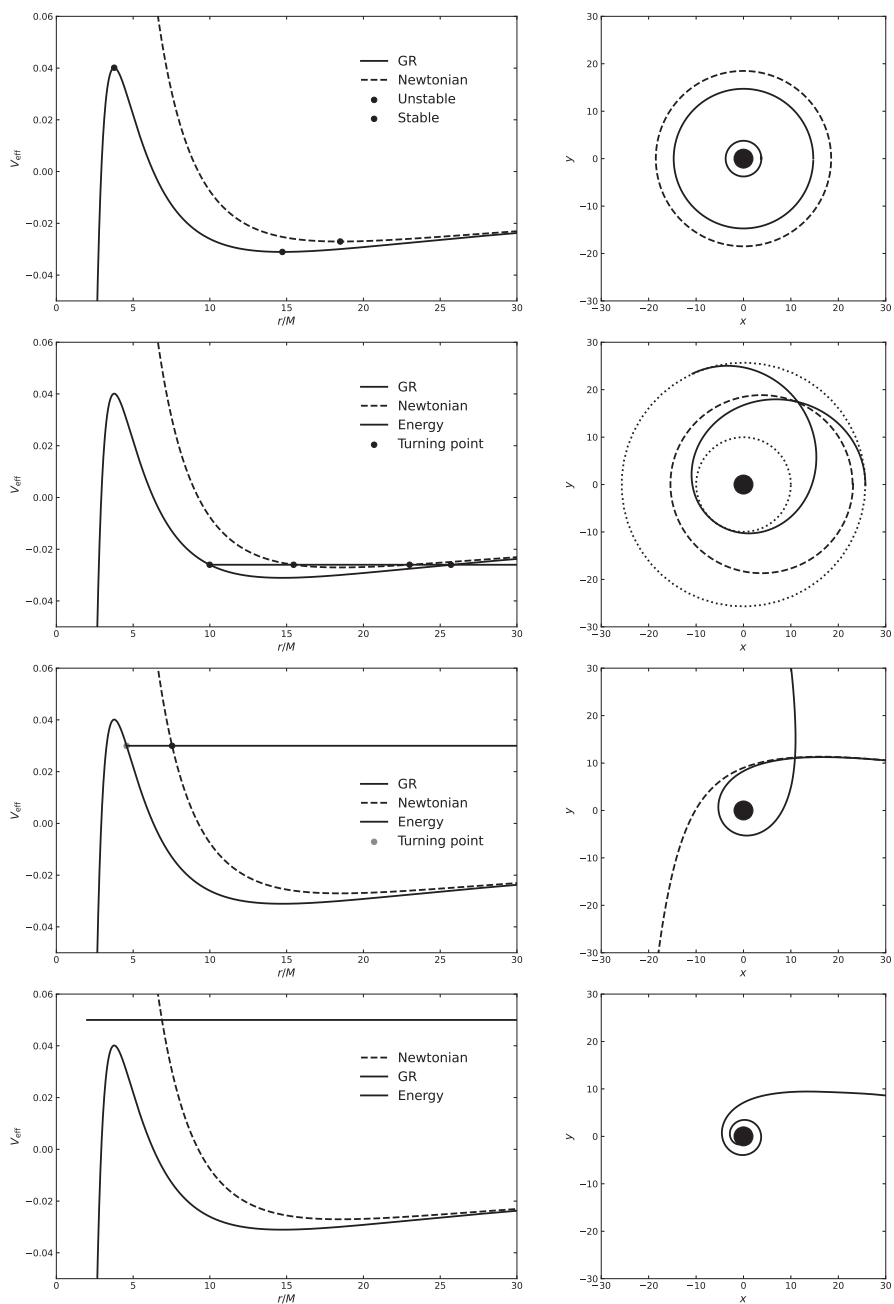 0.06
0.04
0.02
0.00
−0.02
−0.04
V_eff
0 5 10 15 20 25 30
r/M
GR
Newtonian
Unstable
Stable
30
20
10
0
−10
−20
−30
y
−30 −20 −10 0 10 20 30
x
0.06
0.04
0.02
0.00
−0.02
−0.04
V_eff
0 5 10 15 20 25 30
r/M
GR
Newtonian
Energy
Turning point
30
20
10
0
−10
−20
−30
y
−30 −20 −10 0 10 20 30
x
0.06
0.04
0.02
0.00
−0.02
−0.04
V_eff
0 5 10 15 20 25 30
r/M
GR
Newtonian
Energy
Turning point
30
20
10
0
−10
−20
−30
y
−30 −20 −10 0 10 20 30
x
0.06
0.04
0.02
0.00
−0.02
−0.04
V_eff
0 5 10 15 20 25 30
r/M
Newtonian
GR
Energy
30
20
10
0
−10
−20
−30
y
−30 −20 −10 0 10 20 30
x